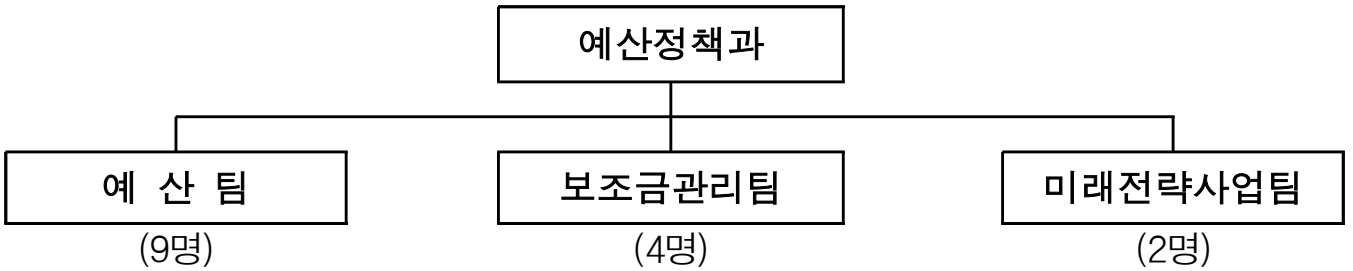 예산정책과
예 산 팀
보조금관리팀
미래전략사업팀
(9명)
(4명)
(2명)